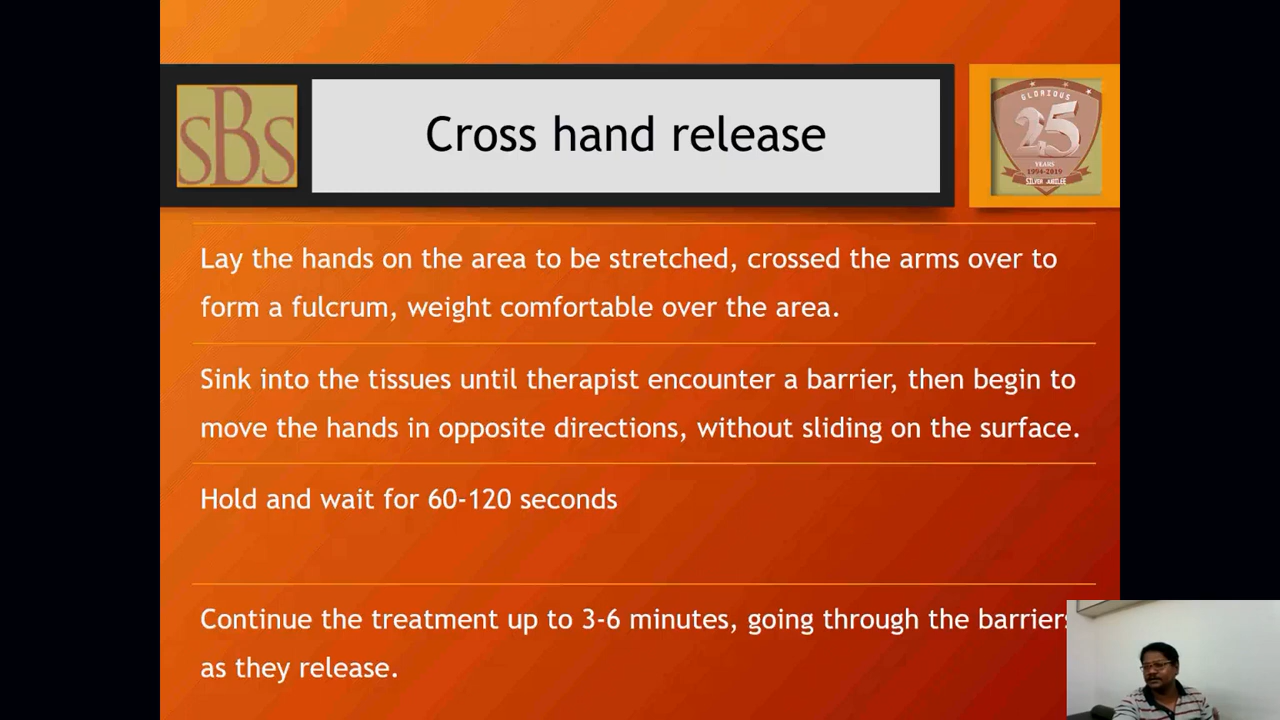 SBS
Cross hand release
GLORIOUS
25
YEARS
1994-2019
SILVER JUBILEE
Lay the hands on the area to be stretched, crossed the arms over to
form a fulcrum, weight comfortable over the area.
Sink into the tissues until therapist encounter a barrier, then begin to
move the hands in opposite directions, without sliding on the surface.
Hold and wait for 60-120 seconds
Continue the treatment up to 3-6 minutes, going through the barriers
as they release.